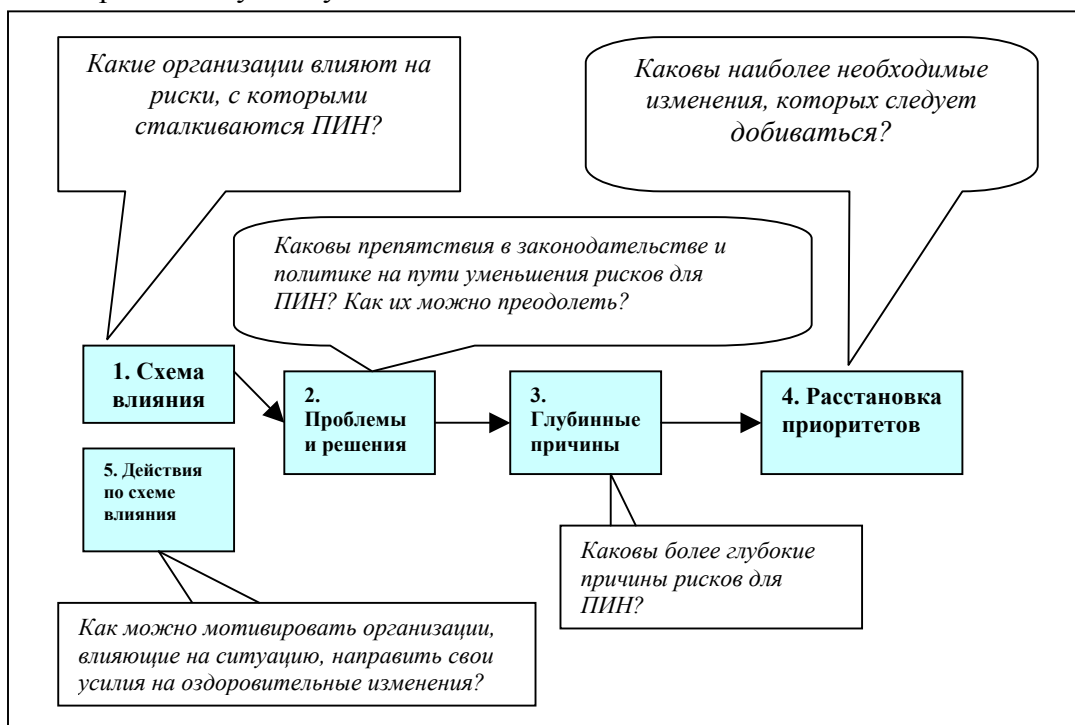 Какие организации влияют на
риски, с которыми
сталкиваются ПИН?
Каковы наиболее необходимые
изменения, которых следует
добиваться?
Каковы препятствия в законодательстве и
политике на пути уменьшения рисков для
ПИН? Как их можно преодолеть?
1. Схема
влияния
2.
Проблемы
и решения
3.
Глубинные
причины
4. Расстановка
приоритетов
5. Действия
по схеме
влияния
Каковы более глубокие
причины рисков для
ПИН?
Как можно мотивировать организации,
влияющие на ситуацию, направить свои
усилия на оздоровительные изменения?